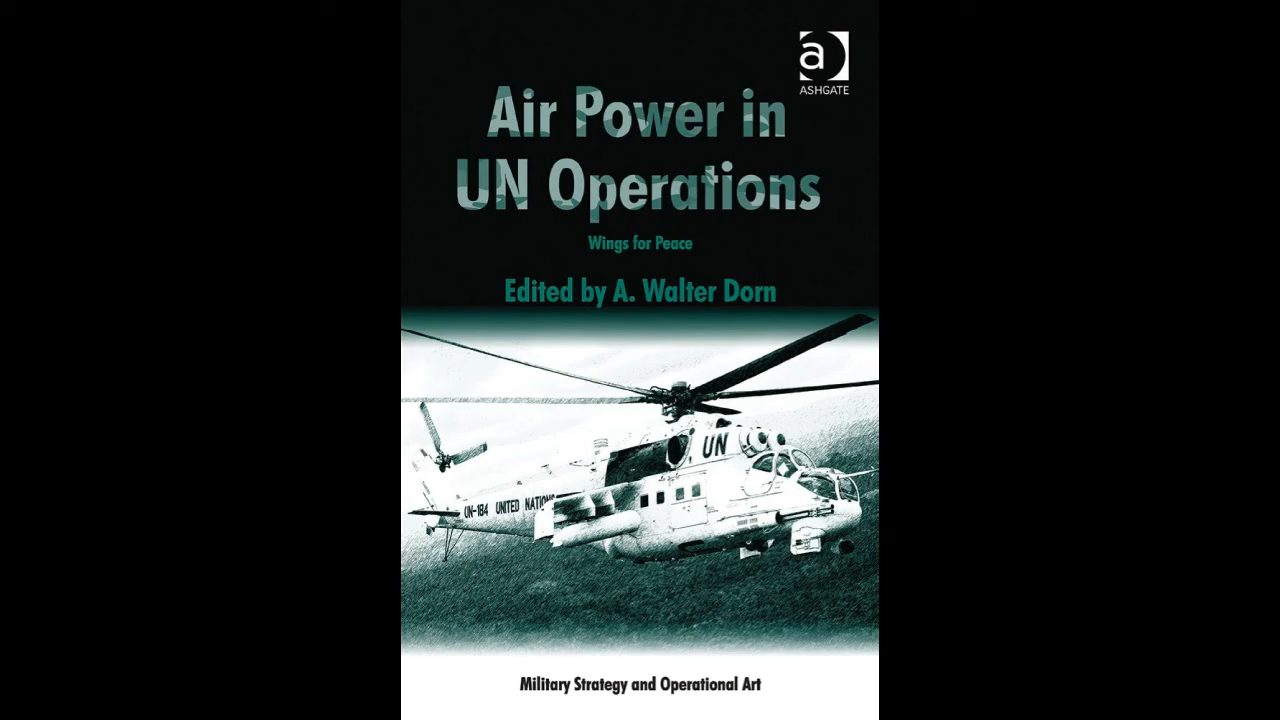 a
ASHGATE
Air Power in
UN Operations
Wings for Peace
Edited by A. Walter Dorn
UN
UN-184 UNITED NATIONS
Military Strategy and Operational Art